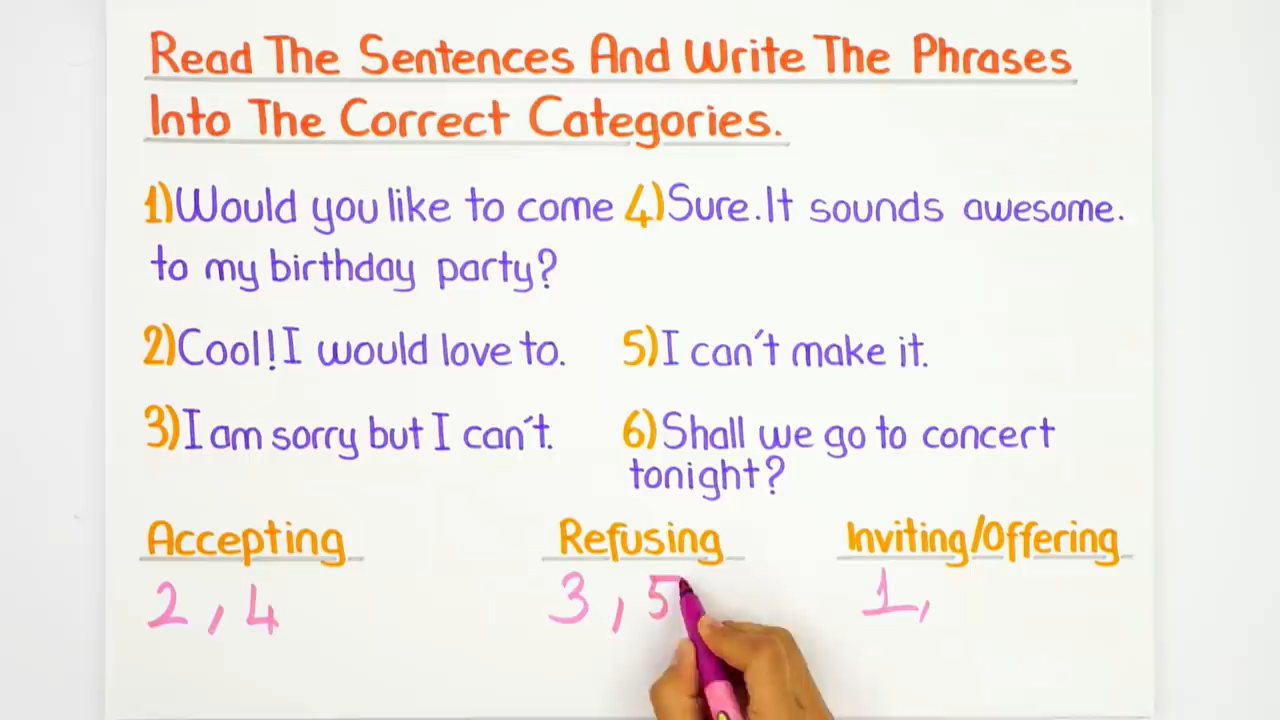 Read The Sentences And Write The Phrases
Into The Correct Categories.
1)Would you like to come
to my birthday party?
2)Cool!I would love to.
3)I am sorry but I can't.
4)Sure.It sounds awesome.
5)I can't make it.
6)Shall we go to concert
tonight?
Accepting
2,4
Refusing
3,5
Inviting/Offering
1,